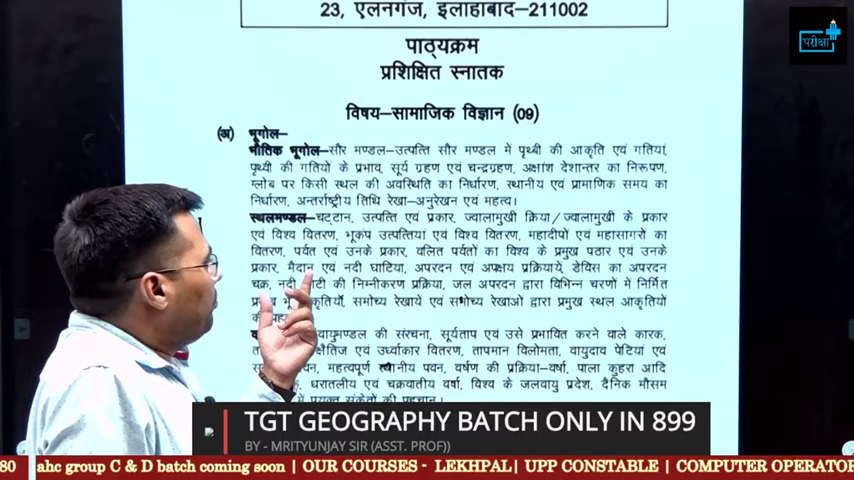 23, एलनगंज, इलाहाबाद–211002
परीक्षा
पाठ्यक्रम
प्रशिक्षित स्नातक
विषय–सामाजिक विज्ञान (09)
(अ) भूगोल–
भौतिक भूगोल–सौर मण्डल–उत्पत्ति सौर मण्डल में पृथ्वी की आकृति एवं गतियां,
पृथ्वी की गतियों के प्रभाव, सूर्य ग्रहण एवं चन्द्रग्रहण, अक्षांश देशान्तर का निरूपण,
ग्लोब पर किसी स्थल की अवस्थिति का निर्धारण, स्थानीय एवं प्रामाणिक समय का
निर्धारण, अन्तर्राष्ट्रीय तिथि रेखा–अनुरेखन एवं महत्व।
स्थलमण्डल–चट्टान, उत्पत्ति एवं प्रकार, ज्वालामुखी क्रिया/ज्वालामुखी के प्रकार
एवं विश्व वितरण, भूकंप उत्पत्तियां एवं विश्व वितरण, महादीपों एवं महासागरों का
वितरण, पर्यत एवं उनके प्रकार, वलित पर्यतों का विश्व के प्रमुख पठार एवं उनके
प्रकार, मैदान एवं नदी घाटिया, अपरदन एवं अपक्षय प्रक्रियायें, डेविस का अपरदन
चक्र, नदी घाटी की निम्नीकरण प्रक्रिया, जल अपरदन द्वारा विभिन्न चरणों में निर्मित
समोच्य रेखायें एवं समोच्य रेखाओं द्वारा प्रमुख स्थल आकृतियों
की
वायुमण्डल की संरचना, सूर्यताप एवं उसे प्रभावित करने वाले कारक,
क्षैतिज एवं उर्ध्वाकार वितरण, तापमान विलोमता, वायुदाव पेटियां एवं
महत्वपूर्ण स्थानीय पवन, वर्षण की प्रक्रिया–वर्षा, पाला कुहरा आदि
धरातलीय एवं चक्रवातीय वर्षा, विश्व के जलवायु प्रदेश, दैनिक मौसम
में प्रयुक्त संकेतों की पहचान।
TGT GEOGRAPHY BATCH ONLY IN 899
BY - MRITYUNJAY SIR (ASST. PROF))
80 ahc group C & D batch coming soon | OUR COURSES - LEKHPAL| UPP CONSTABLE | COMPUTER OPERATOR